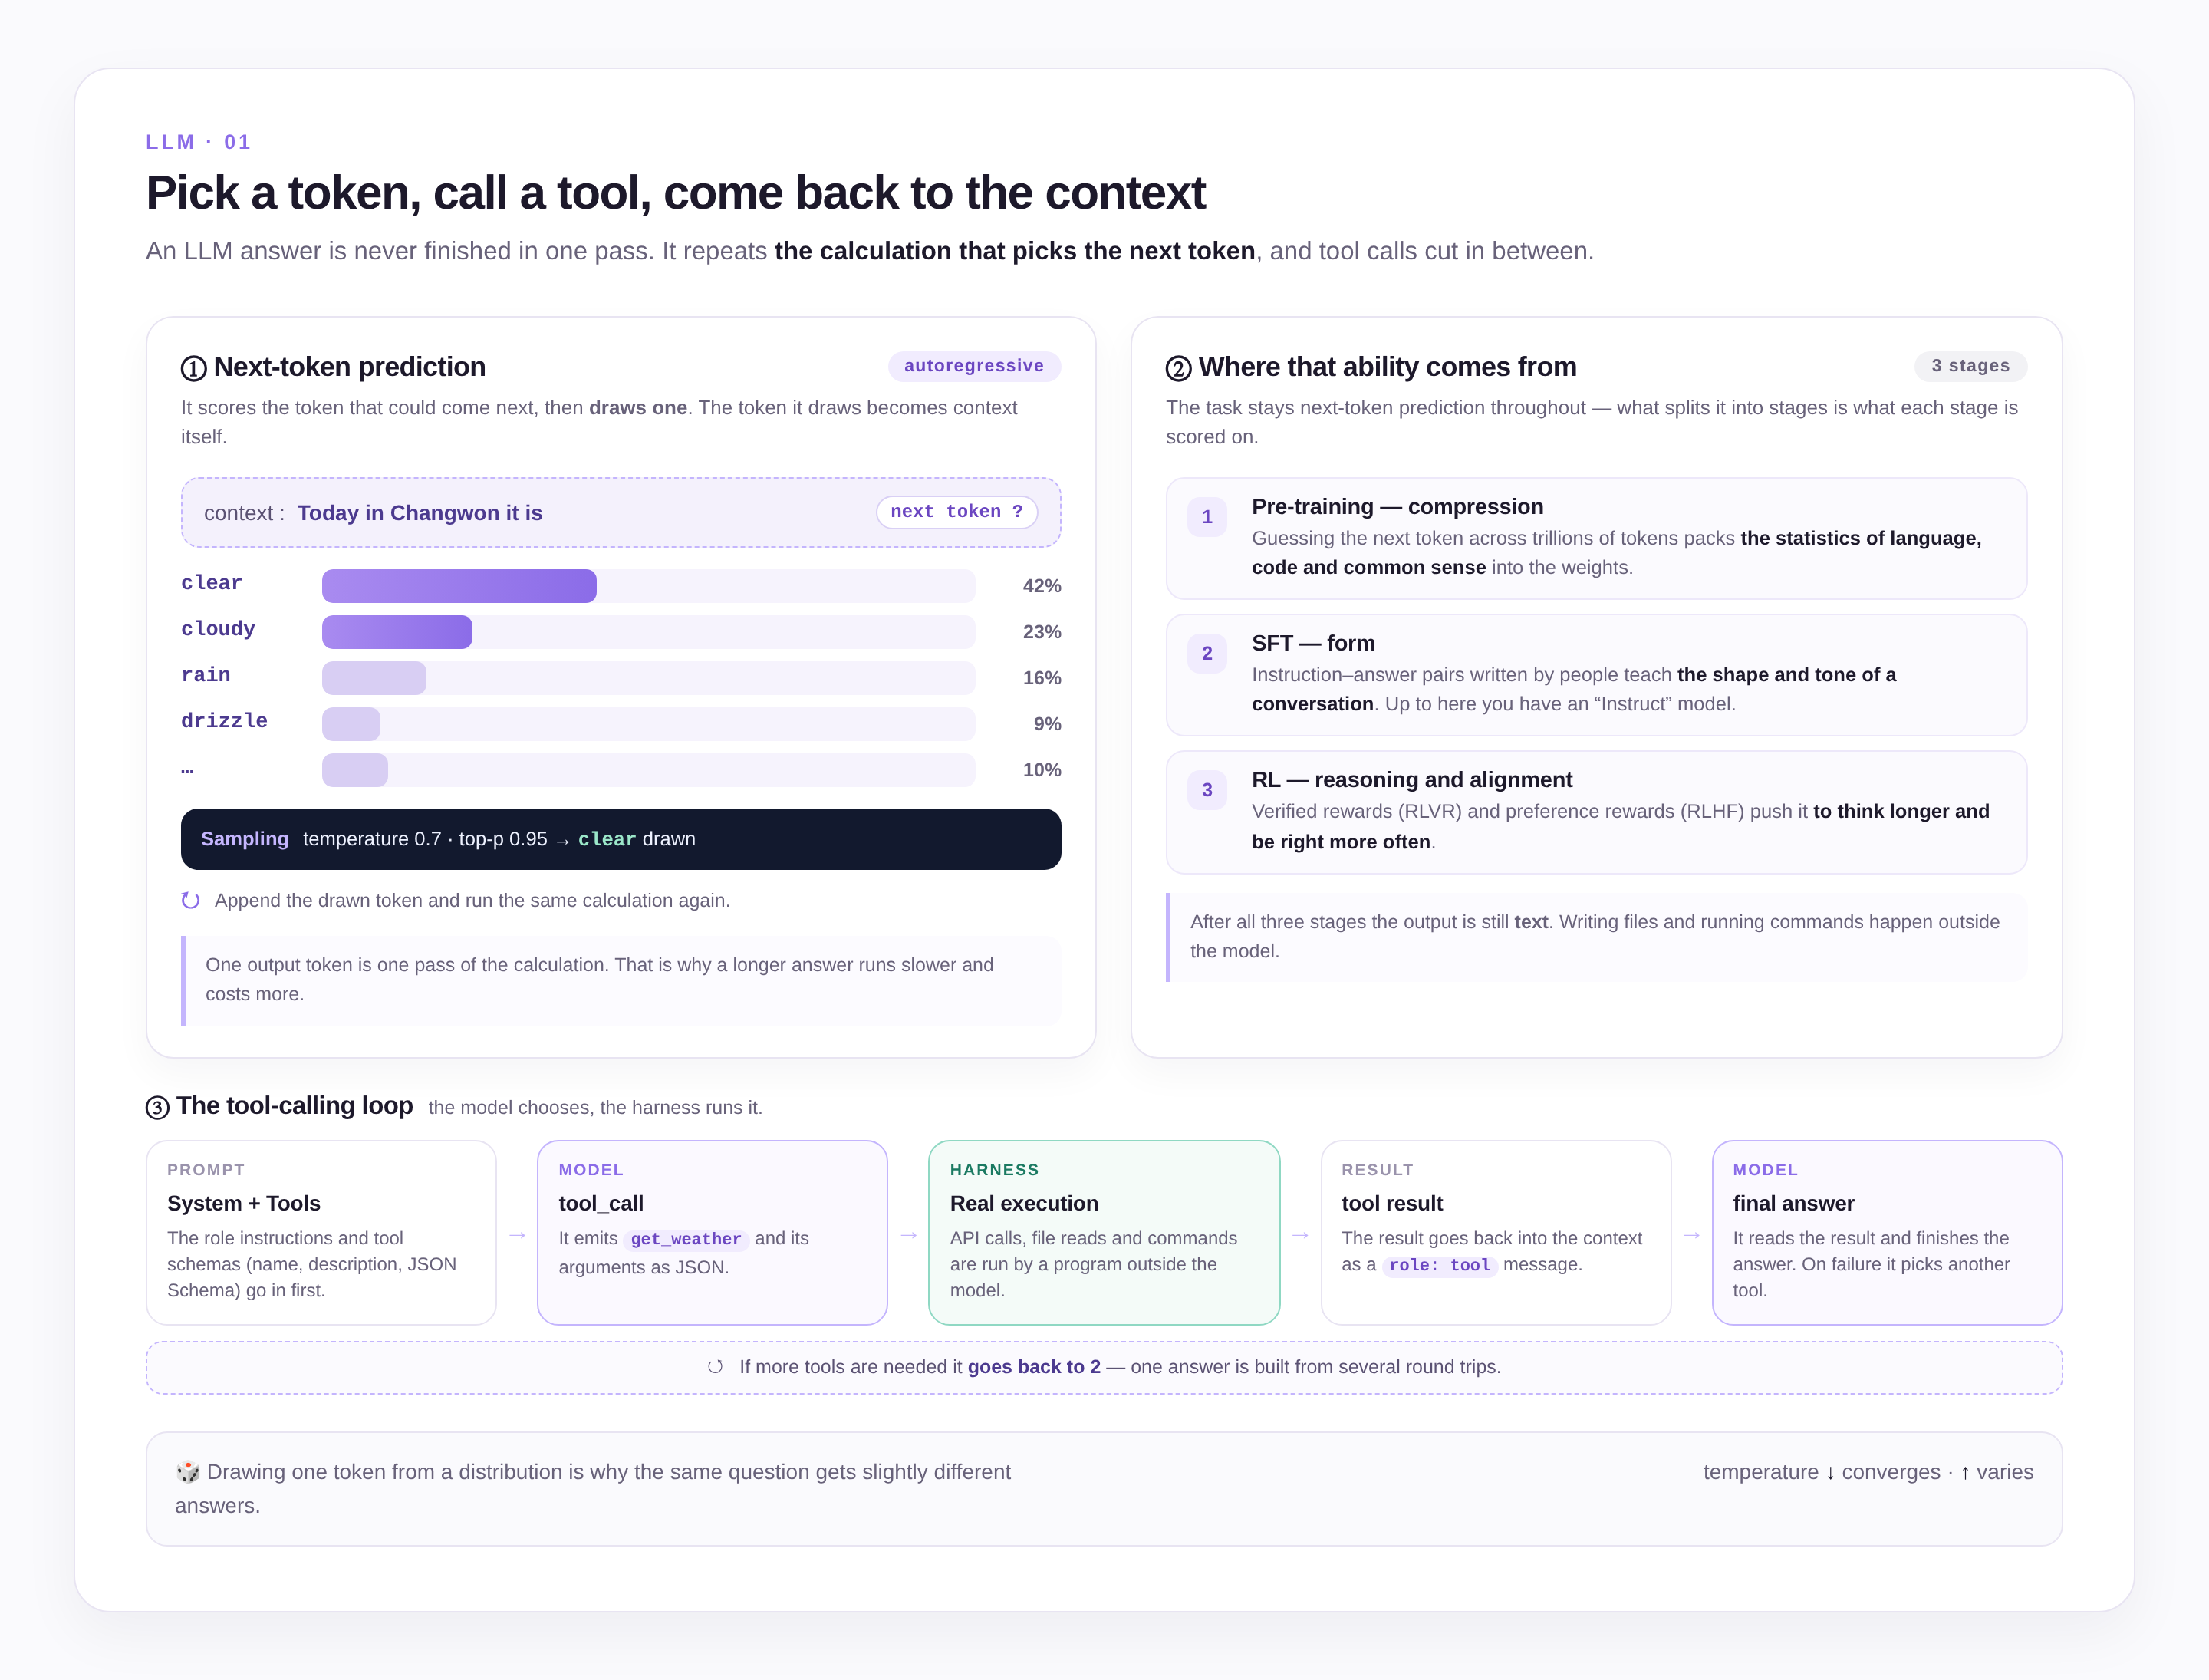 LLM · 01
Pick a token, call a tool, come back to the context
An LLM answer is never finished in one pass. It repeats the calculation that picks the next token, and tool calls cut in between.
① Next-token prediction
autoregressive
It scores the token that could come next, then draws one. The token it draws becomes context
itself.
context : Today in Changwon it is
next token ?
clear 42%
cloudy 23%
rain 16%
drizzle 9%
… 10%
Sampling temperature 0.7 · top-p 0.95 → clear drawn
↻ Append the drawn token and run the same calculation again.
One output token is one pass of the calculation. That is why a longer answer runs slower and
costs more.
② Where that ability comes from
3 stages
The task stays next-token prediction throughout — what splits it into stages is what each stage is
scored on.
1
Pre-training — compression
Guessing the next token across trillions of tokens packs the statistics of language,
code and common sense into the weights.
2
SFT — form
Instruction–answer pairs written by people teach the shape and tone of a
conversation. Up to here you have an “Instruct” model.
3
RL — reasoning and alignment
Verified rewards (RLVR) and preference rewards (RLHF) push it to think longer and
be right more often.
After all three stages the output is still text. Writing files and running commands happen outside
the model.
③ The tool-calling loop the model chooses, the harness runs it.
PROMPT
System + Tools
The role instructions and tool
schemas (name, description, JSON
Schema) go in first.
→
MODEL
tool_call
It emits get_weather and its
arguments as JSON.
→
HARNESS
Real execution
API calls, file reads and commands
are run by a program outside the
model.
→
RESULT
tool result
The result goes back into the context
as a role: tool message.
→
MODEL
final answer
It reads the result and finishes the
answer. On failure it picks another
tool.
↻ If more tools are needed it goes back to 2 — one answer is built from several round trips.
🎲 Drawing one token from a distribution is why the same question gets slightly different
answers.
temperature ↓ converges · ↑ varies